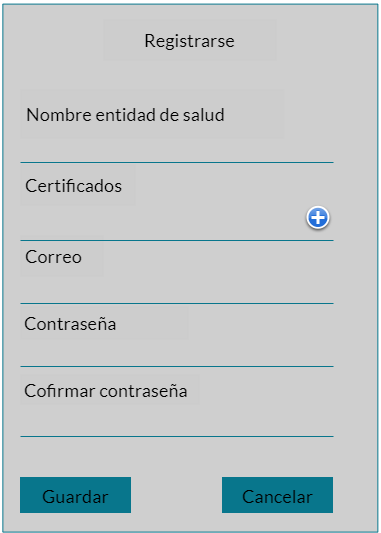 Registrarse
Nombre entidad de salud
Certificados
Correo
Contraseña
Cofirmar contraseña
Guardar
Cancelar